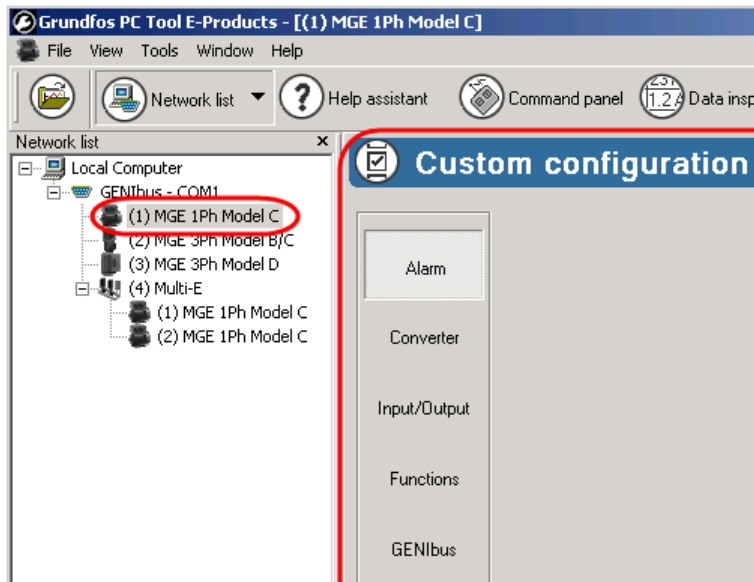 Grundfos PC Tool E-Products - [(1) MGE 1Ph Model C]
File View Tools Window Help
Network list Help assistant Command panel 1.2 Data insp
Network list x
Local Computer
GENIbus - COM1
(1) MGE 1Ph Model C
(2) MGE 3Ph Model B/C
(3) MGE 3Ph Model D
(4) Multi-E
(1) MGE 1Ph Model C
(2) MGE 1Ph Model C
Custom configuration
Alarm
Converter
Input/Output
Functions
GENIbus